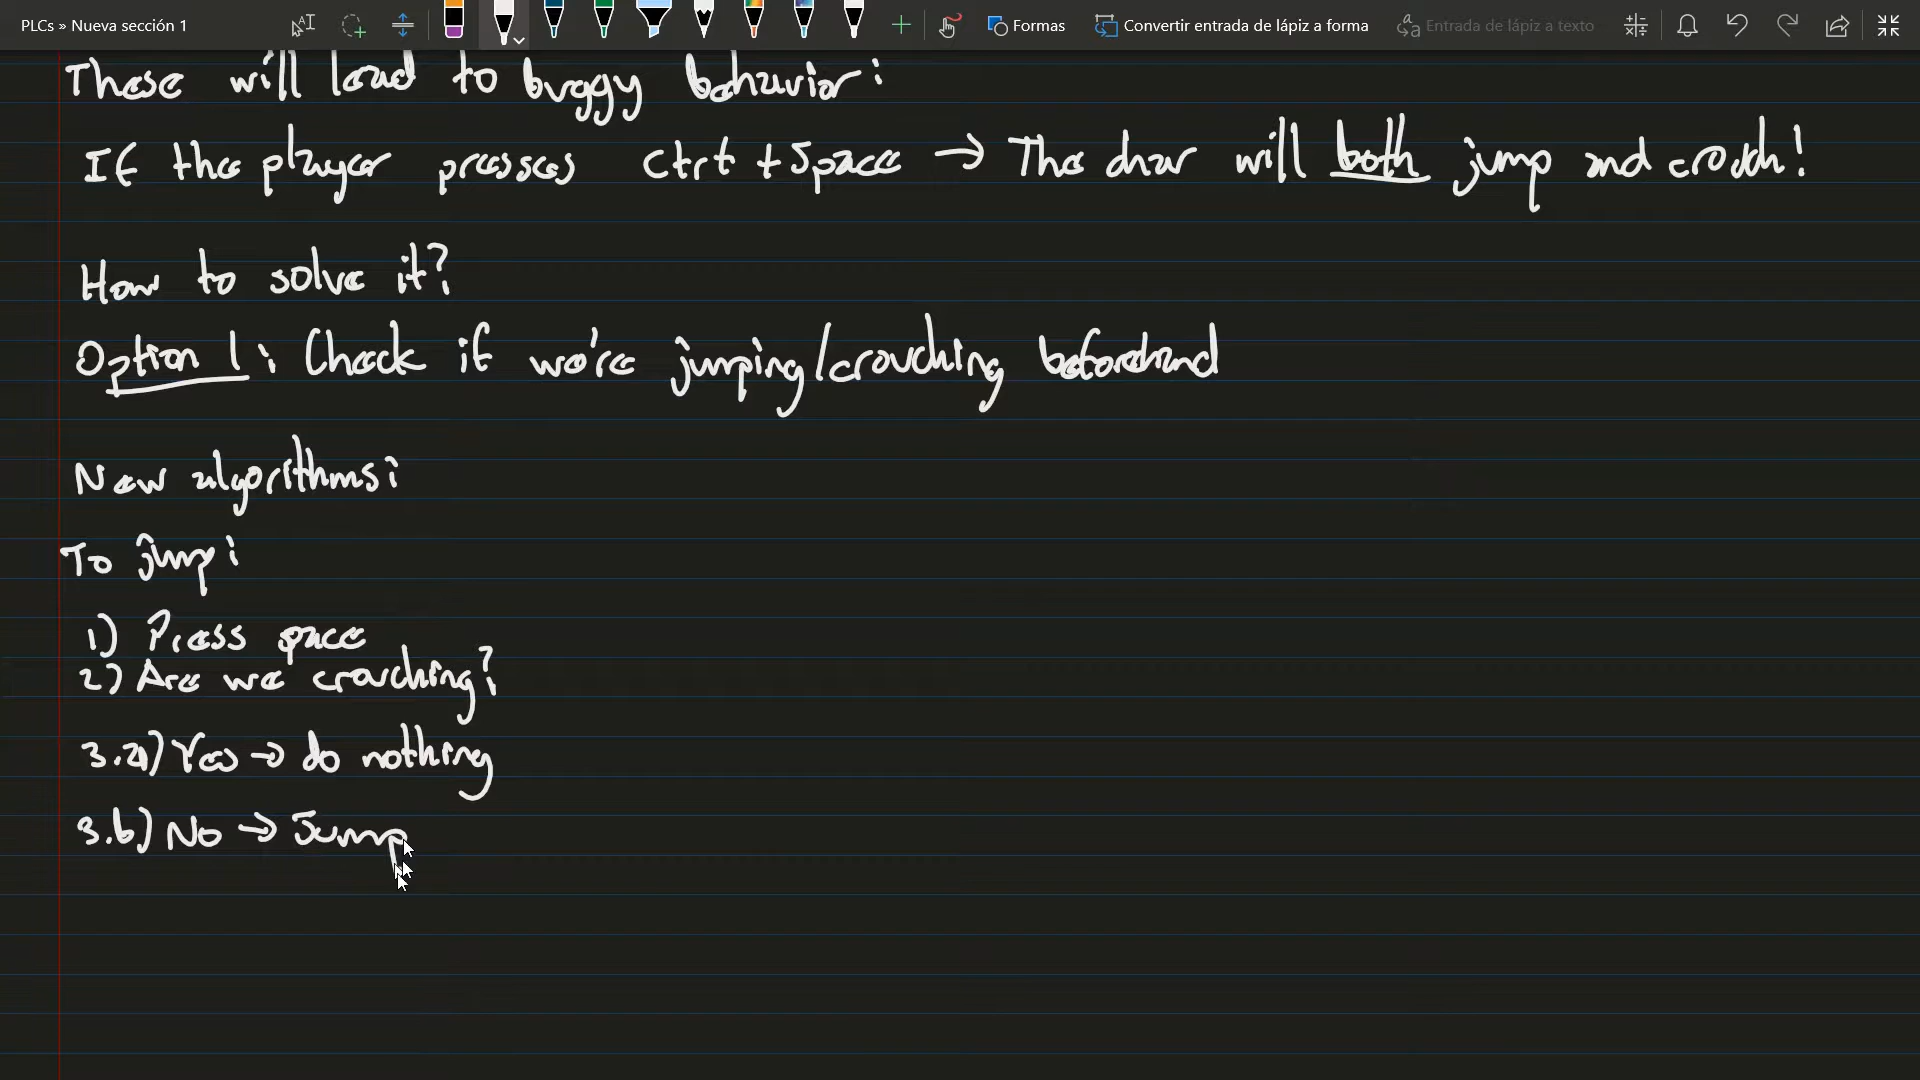 PLCs » Nueva sección 1 Formas Convertir entrada de lápiz a forma Entrada de lápiz a texto
These will lead to buggy behavior:
If the player presses Ctrl + Space → The char will both jump and crouch!
How to solve it?
Option 1: Check if we're jumping/crouching beforehand
New algorithms:
To jump:
1) Press space
2) Are we crouching?
3.a) Yes → do nothing
3.b) No → Jump